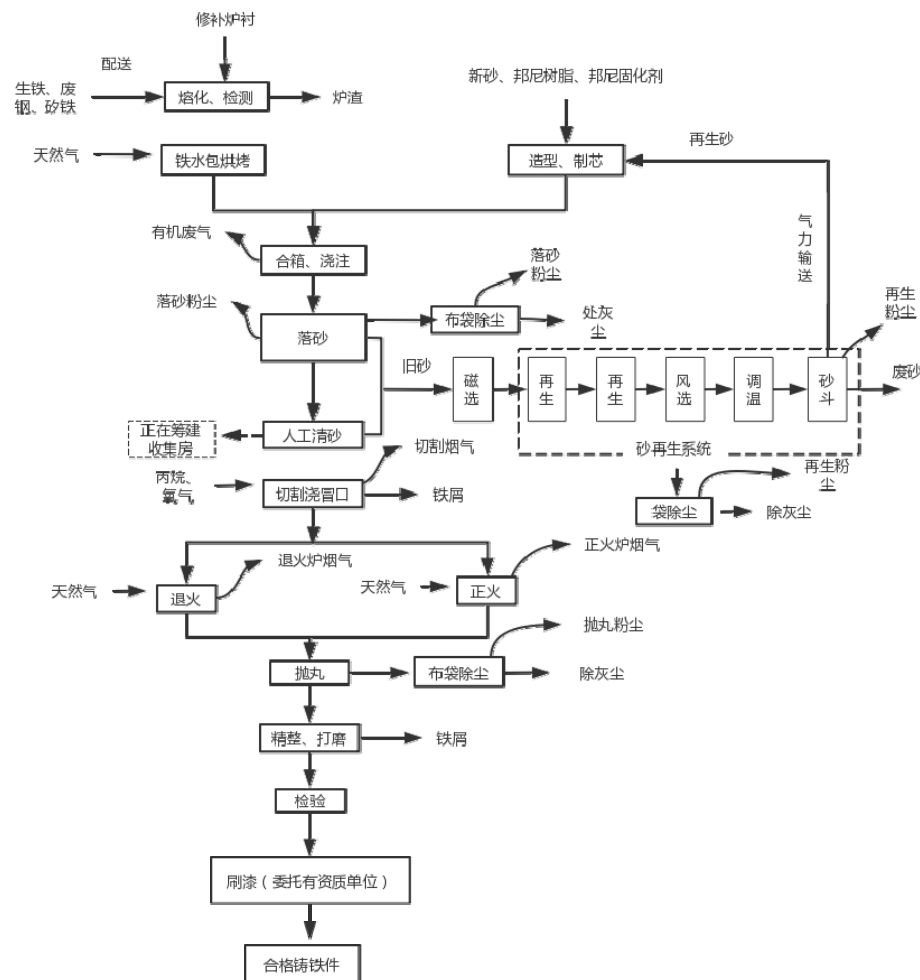 修补炉衬
配送
生铁、废
钢、矽铁
熔化、检测
炉渣
新砂、邦尼树脂、邦尼固化剂
天然气
铁水包烘烤
造型、制芯
再生砂
气
力
输
送
有机废气
合箱、浇注
落砂粉尘
落砂
落砂
粉尘
布袋除尘
处灰
尘
再生
粉尘
旧砂
磁
选
再
生
再
生
风
选
调
温
砂
斗
废砂
正在筹建
收集房
人工清砂
砂再生系统
切割烟气
丙烷、
氧气
切割浇冒口
铁屑
再生粉
尘
袋除尘
除灰尘
退火炉烟气
正火炉烟气
天然气
退火
天然气
正火
抛丸粉尘
抛丸
布袋除尘
除灰尘
精整、打磨
铁屑
检验
刷漆（委托有资质单位）
合格铸铁件